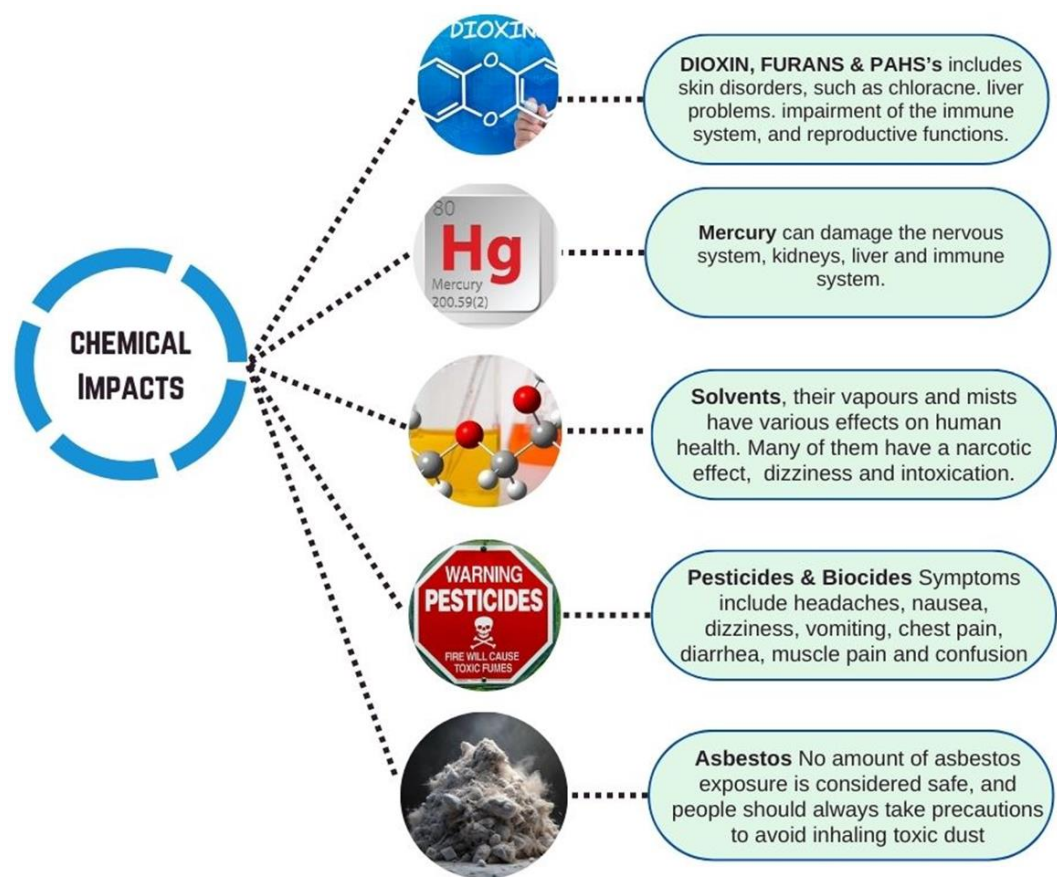 CHEMICAL
IMPACTS
DIOXIN
O
O
DIOXIN, FURANS & PAHS's includes
skin disorders, such as chloracne. liver
problems. impairment of the immune
system, and reproductive functions.
80
Hg
Mercury
200.59(2)
Mercury can damage the nervous
system, kidneys, liver and immune
system.
Solvents, their vapours and mists
have various effects on human
health. Many of them have a narcotic
effect,  dizziness and intoxication.
WARNING
PESTICIDES
FIRE WILL CAUSE
TOXIC FUMES
Pesticides & Biocides Symptoms
include headaches, nausea,
dizziness, vomiting, chest pain,
diarrhea, muscle pain and confusion
Asbestos No amount of asbestos
exposure is considered safe, and
people should always take precautions
to avoid inhaling toxic dust